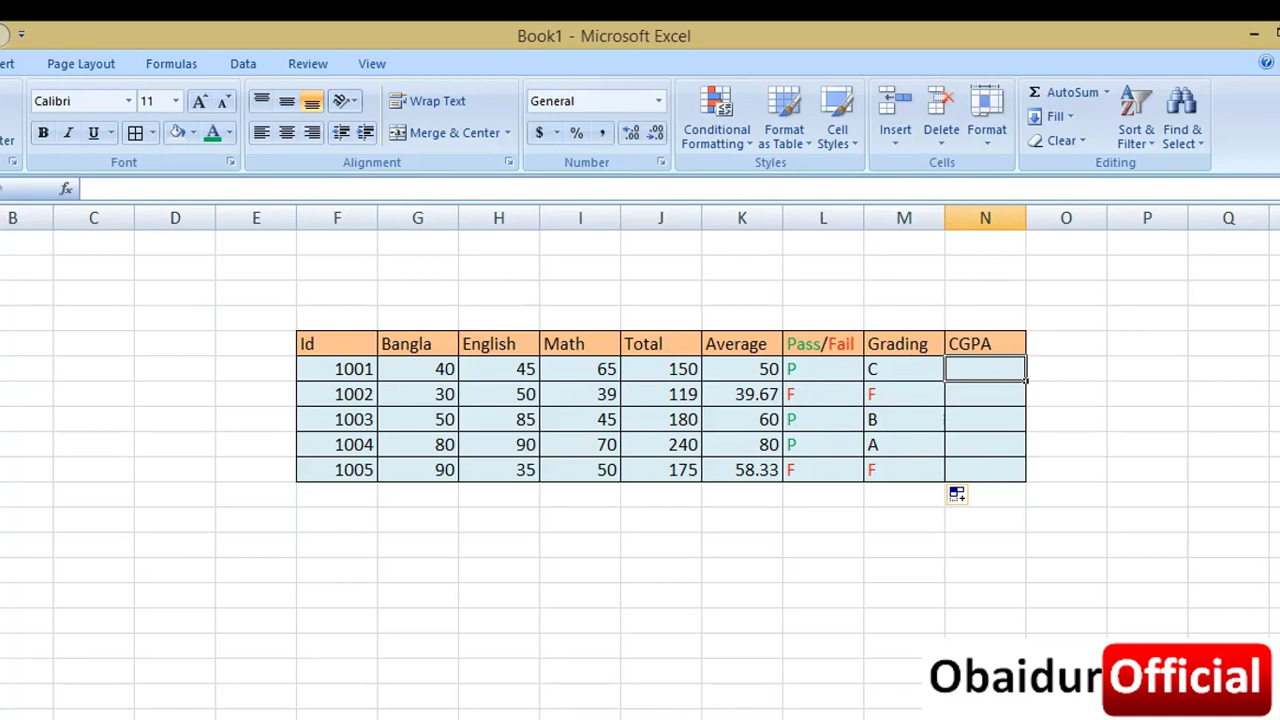 Book1 - Microsoft Excel
Page Layout Formulas Data Review View
Calibri 11 A A Wrap Text General Σ AutoSum
Conditional Formatting Format as Table Cell Styles Insert Delete Format Fill Sort & Filter Find & Select
B I U A Merge & Center $ % , .0 .00 .00 .0 Clear
Font Alignment Number Styles Cells Editing
fx
B C D E F G H I J K L M N O P Q
Id Bangla English Math Total Average Pass/Fail Grading CGPA
1001 40 45 65 150 50 P C
1002 30 50 39 119 39.67 F F
1003 50 85 45 180 60 P B
1004 80 90 70 240 80 P A
1005 90 35 50 175 58.33 F F
ObaidurOfficial